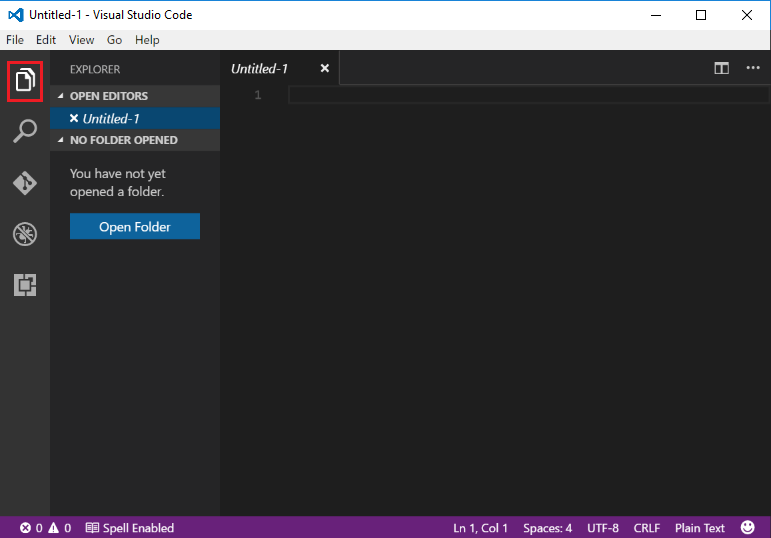 Untitled-1 - Visual Studio Code
File Edit View Go Help
EXPLORER
OPEN EDITORS
Untitled-1
NO FOLDER OPENED
You have not yet
opened a folder.
Open Folder
Untitled-1
1
0 0 Spell Enabled Ln 1, Col 1 Spaces: 4 UTF-8 CRLF Plain Text